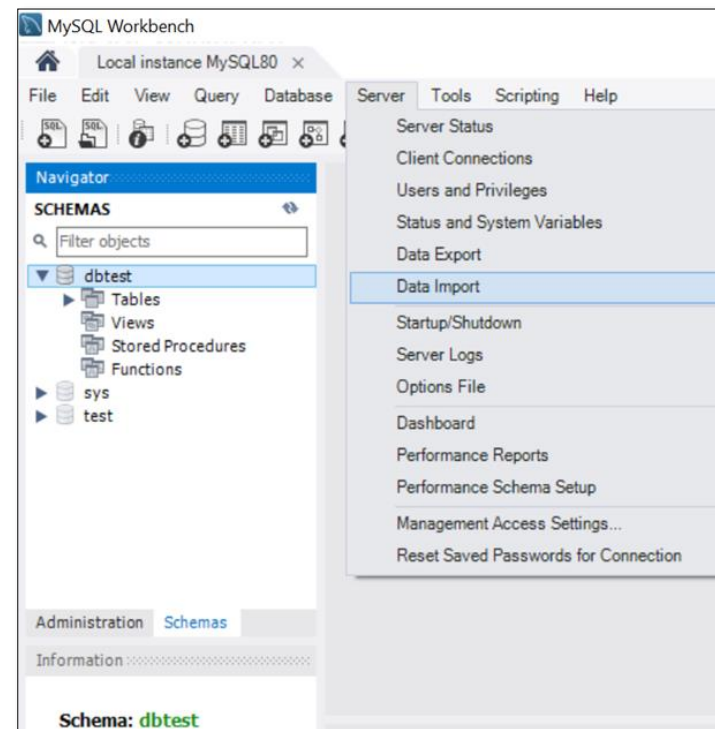 MySQL Workbench
Local instance MySQL80 ×
File Edit View Query Database Server Tools Scripting Help
SQL SQL
Navigator
SCHEMAS
Filter objects
dbtest
Tables
Views
Stored Procedures
Functions
sys
test
Administration Schemas
Information
Schema: dbtest
Server Status
Client Connections
Users and Privileges
Status and System Variables
Data Export
Data Import
Startup/Shutdown
Server Logs
Options File
Dashboard
Performance Reports
Performance Schema Setup
Management Access Settings...
Reset Saved Passwords for Connection